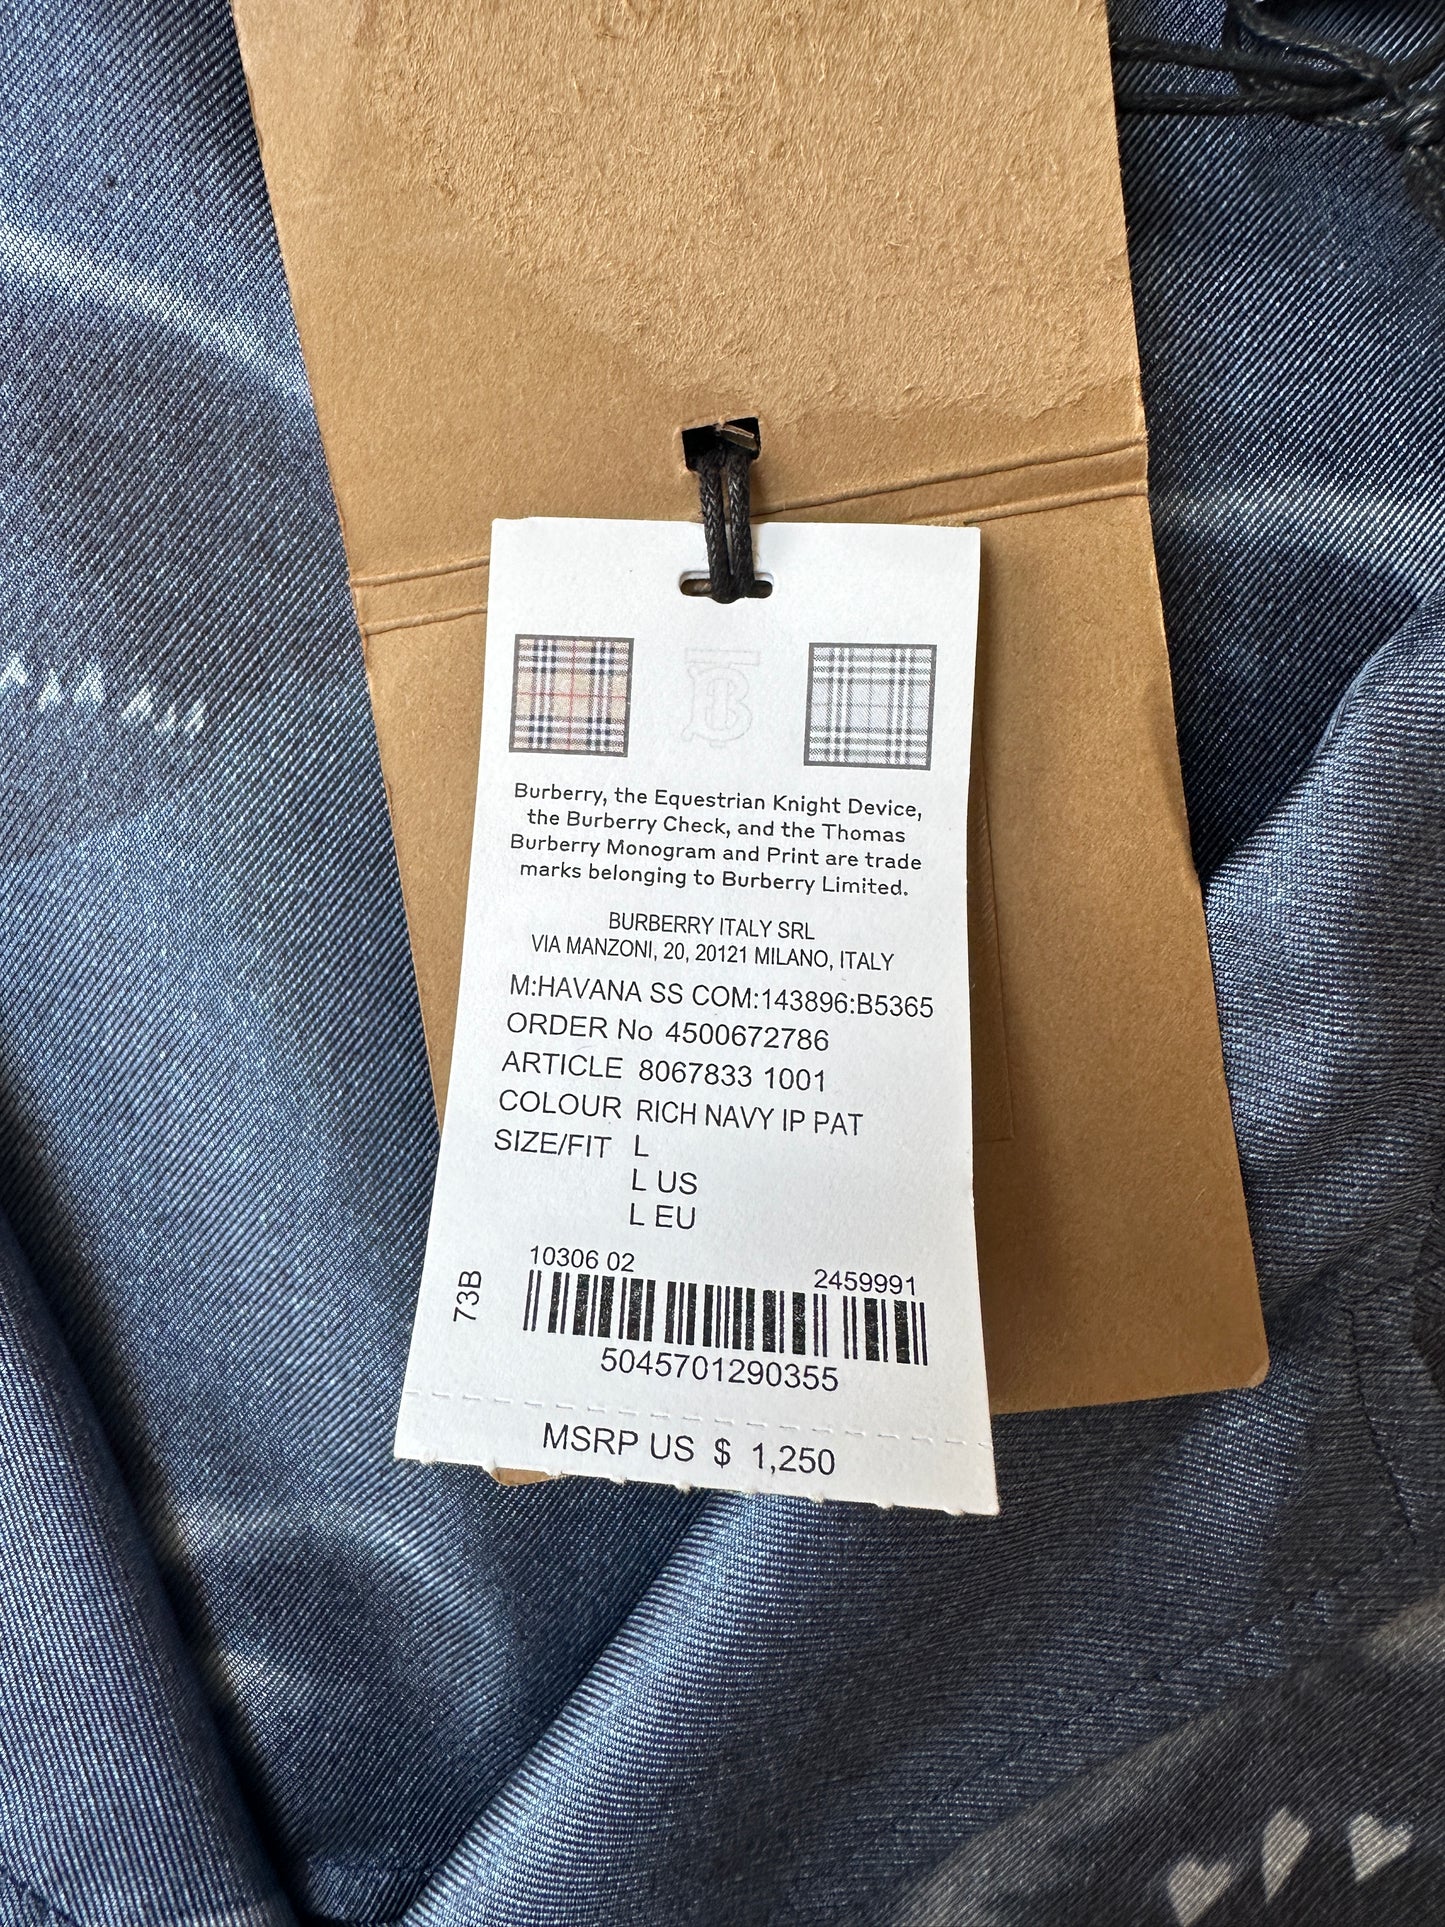 TB
Burberry, the Equestrian Knight Device,
the Burberry Check, and the Thomas
Burberry Monogram and Print are trade
marks belonging to Burberry Limited.
BURBERRY ITALY SRL
VIA MANZONI, 20, 20121 MILANO, ITALY
M:HAVANA SS COM:143896:B5365
ORDER No 4500672786
ARTICLE 8067833 1001
COLOUR RICH NAVY IP PAT
SIZE/FIT L
L US
L EU
10306 02 2459991
73B
5045701290355
MSRP US $ 1,250